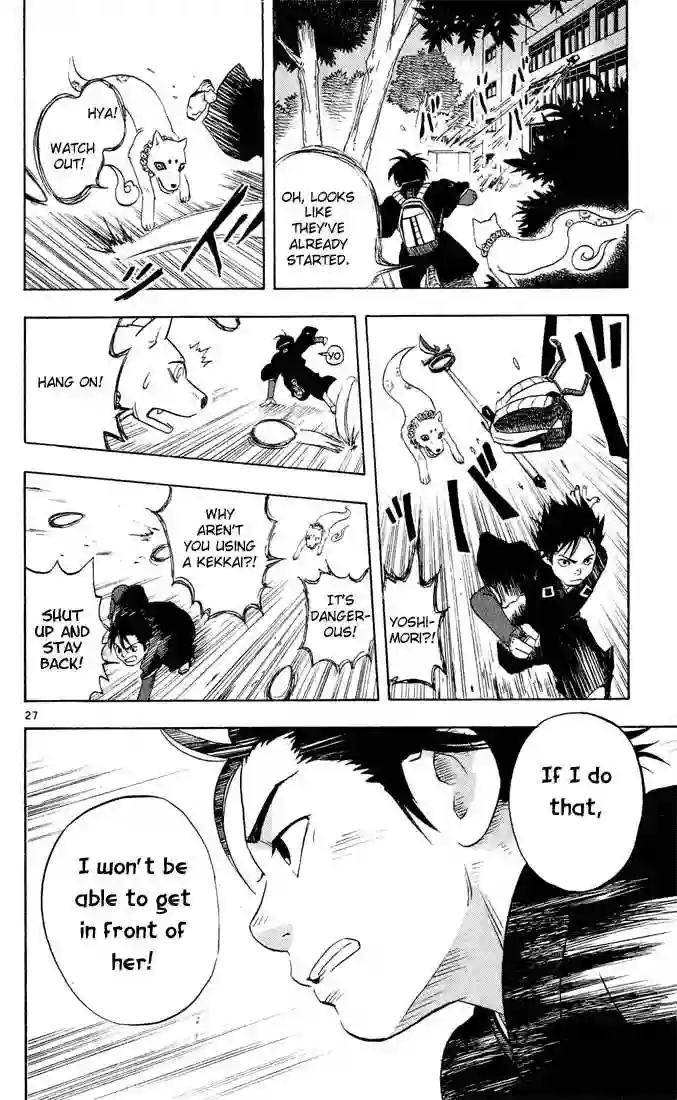 OH, LOOKS
LIKE
THEY'VE
ALREADY
STARTED.
HYA!
WATCH
OUT!
YOSHI-
MORI?!
YO
HANG ON!
IT'S
DANGER-
OUS!
WHY
AREN'T
YOU USING
A KEKKAI?!
SHUT
UP AND
STAY
BACK!
27
If I do
that,
I won't be
able to get
in front of
her!